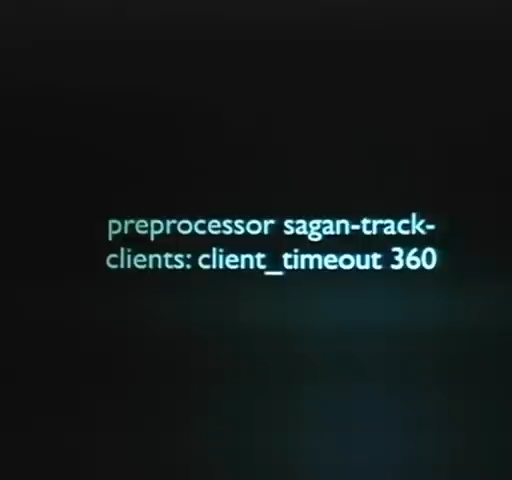 preprocessor sagan-track-
clients: client_timeout 360